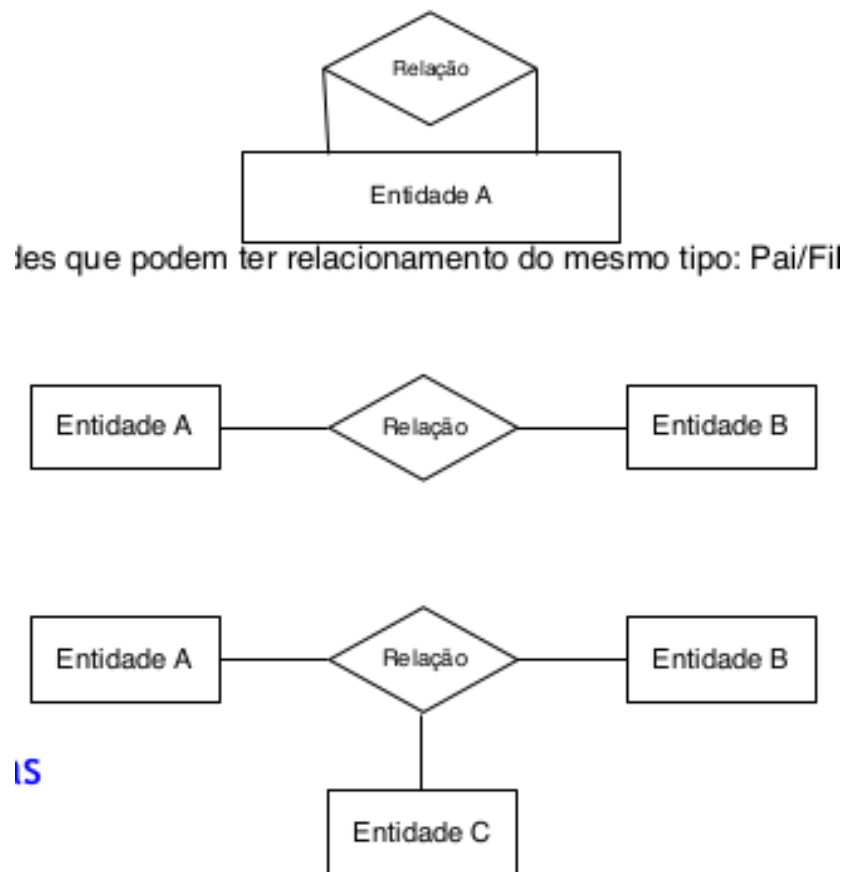 Relação
Entidade A
des que podem ter relacionamento do mesmo tipo: Pai/Fil
Entidade A Relação Entidade B
Entidade A Relação Entidade B
as
Entidade C